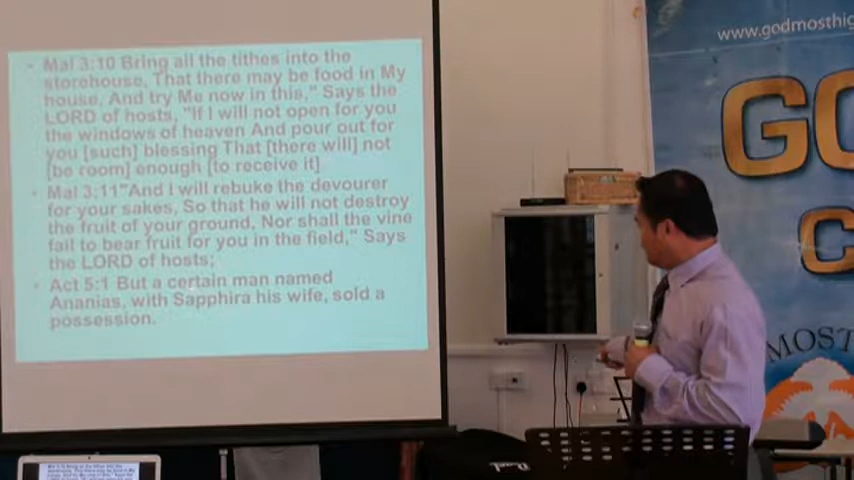 • Mal 3:10 Bring all the tithes into the
storehouse, That there may be food in My
house, And try Me now in this," Says the
LORD of hosts, "If I will not open for you
the windows of heaven And pour out for
you [such] blessing That [there will] not
[be room] enough [to receive it].
• Mal 3:11"And I will rebuke the devourer
for your sakes, So that he will not destroy
the fruit of your ground, Nor shall the vine
fail to bear fruit for you in the field," Says
the LORD of hosts;
• Act 5:1 But a certain man named
Ananias, with Sapphira his wife, sold a
possession.
www.godmosthig
GO
C
MOST